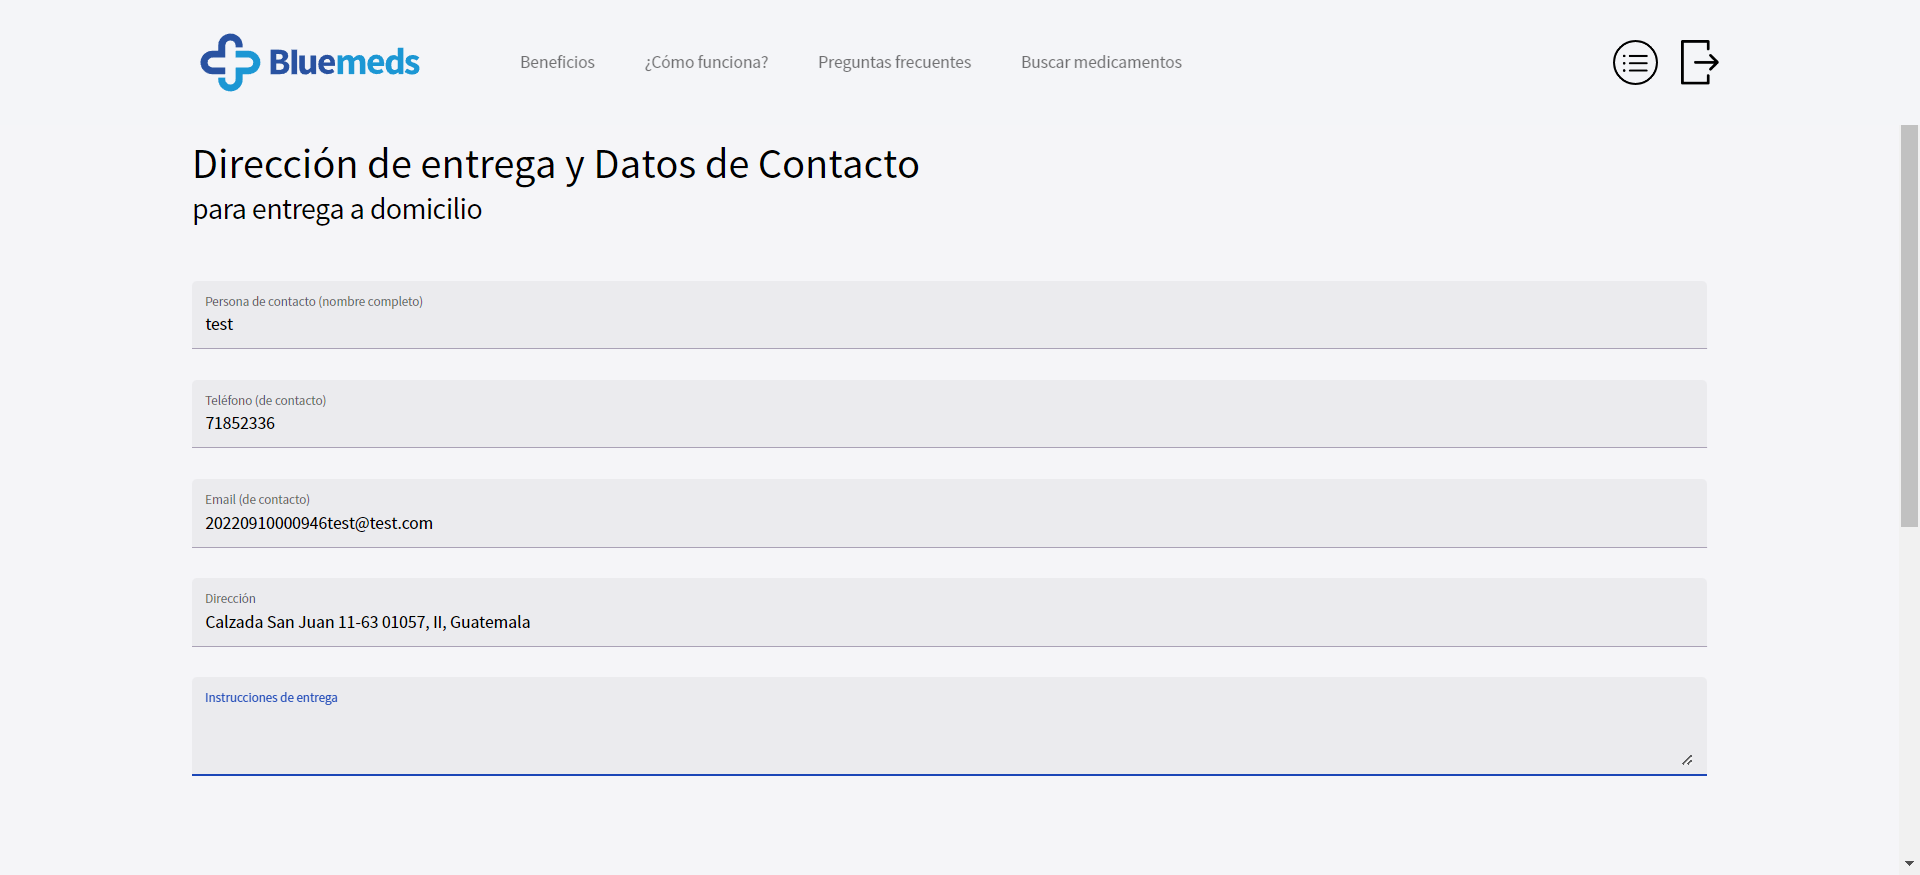 Bluemeds
Beneficios
¿Cómo funciona?
Preguntas frecuentes
Buscar medicamentos
Dirección de entrega y Datos de Contacto
para entrega a domicilio
Persona de contacto (nombre completo)
test
Teléfono (de contacto)
71852336
Email (de contacto)
20220910000946test@test.com
Dirección
Calzada San Juan 11-63 01057, II, Guatemala
Instrucciones de entrega